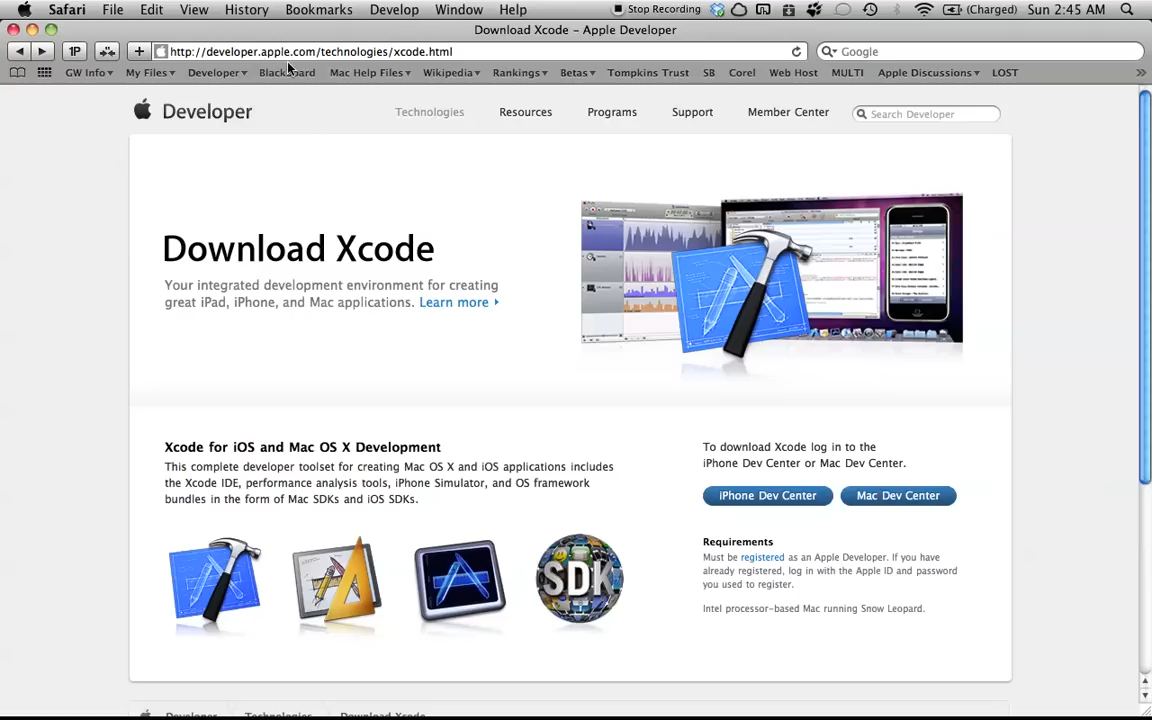 Safari File Edit View History Bookmarks Develop Window Help Stop Recording (Charged) Sun 2:45 AM
Download Xcode – Apple Developer
1P + http://developer.apple.com/technologies/xcode.html Google
GW Info My Files Developer Blackboard Mac Help Files Wikipedia Rankings Betas Tompkins Trust SB Corel Web Host MULTI Apple Discussions LOST »
Developer Technologies Resources Programs Support Member Center Search Developer
Download Xcode
Your integrated development environment for creating
great iPad, iPhone, and Mac applications. Learn more
Xcode for iOS and Mac OS X Development
This complete developer toolset for creating Mac OS X and iOS applications includes
the Xcode IDE, performance analysis tools, iPhone Simulator, and OS framework
bundles in the form of Mac SDKs and iOS SDKs.
To download Xcode log in to the
iPhone Dev Center or Mac Dev Center.
iPhone Dev Center Mac Dev Center
Requirements
Must be registered as an Apple Developer. If you have
already registered, log in with the Apple ID and password
you used to register.
Intel processor-based Mac running Snow Leopard.
SDK
Developer Technologies Download Xcode